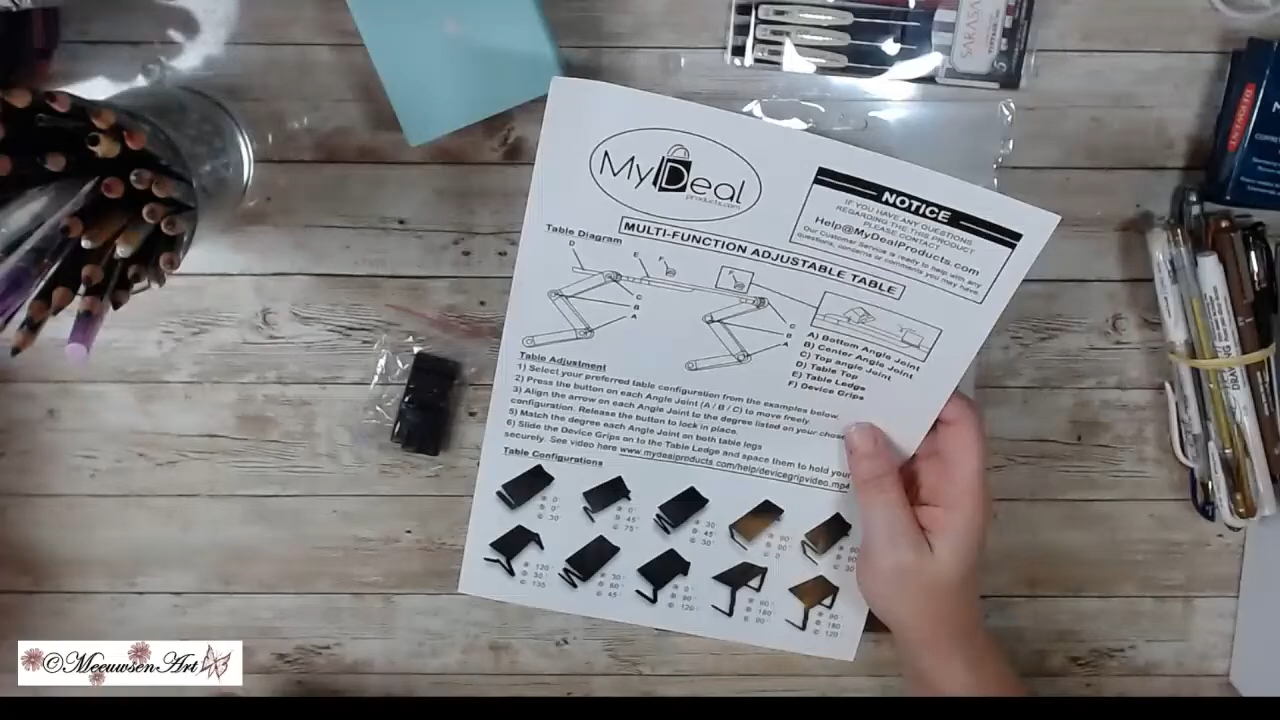 SARASA
INTENSE
MyDeal
products.com
NOTICE
IF YOU HAVE ANY QUESTIONS
REGARDING THE THIS PRODUCT
PLEASE CONTACT
Help@MyDealProducts.com
Our Customer Service is ready to help with any
questions, concerns or comments you may have
MULTI-FUNCTION ADJUSTABLE TABLE
Table Diagram
D
E
F
C
B
A
C
A
A) Bottom Angle Joint
B) Center Angle Joint
C) Top angle Joint
D) Table Top
E) Table Ledge
F) Device Grips
Table Adjustment
1) Select your preferred table configuration from the examples below.
2) Press the button on each Angle Joint (A / B / C) to move freely
3) Align the arrow on each Angle Joint to the degree listed on your
configuration. Release the button to lock in place.
5) Match the degree each Angle Joint on both table legs
6) Slide the Device Grips on to the Table Ledge and space them to hold your
securely. See video here www.mydealproducts.com/help/devicegripvideo.mp4
Table Configurations
DRAWING
©MeeuwsenArt